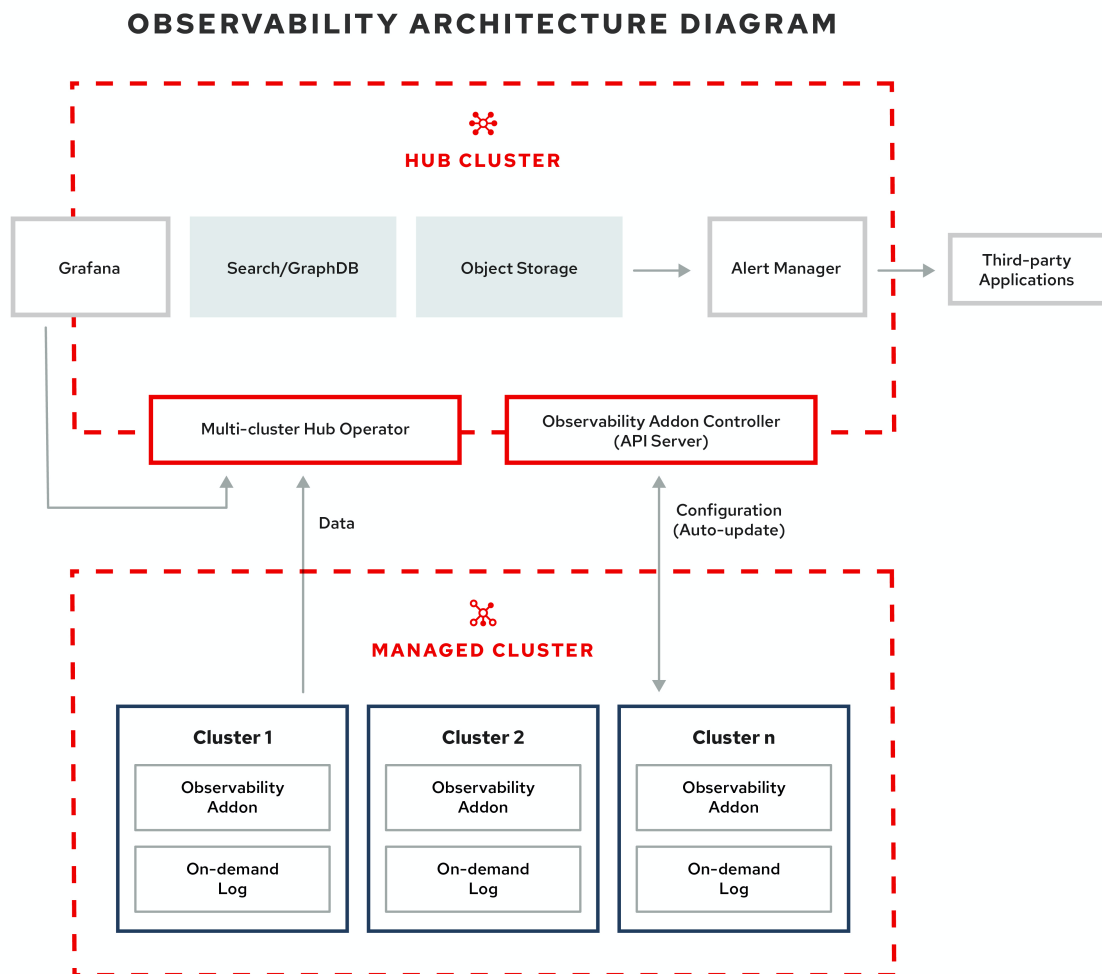 OBSERVABILITY ARCHITECTURE DIAGRAM
HUB CLUSTER
Grafana
Search/GraphDB
Object Storage
Alert Manager
Third-party
Applications
Multi-cluster Hub Operator
Observability Addon Controller
(API Server)
Data
Configuration
(Auto-update)
MANAGED CLUSTER
Cluster 1
Observability
Addon
On-demand
Log
Cluster 2
Observability
Addon
On-demand
Log
Cluster n
Observability
Addon
On-demand
Log